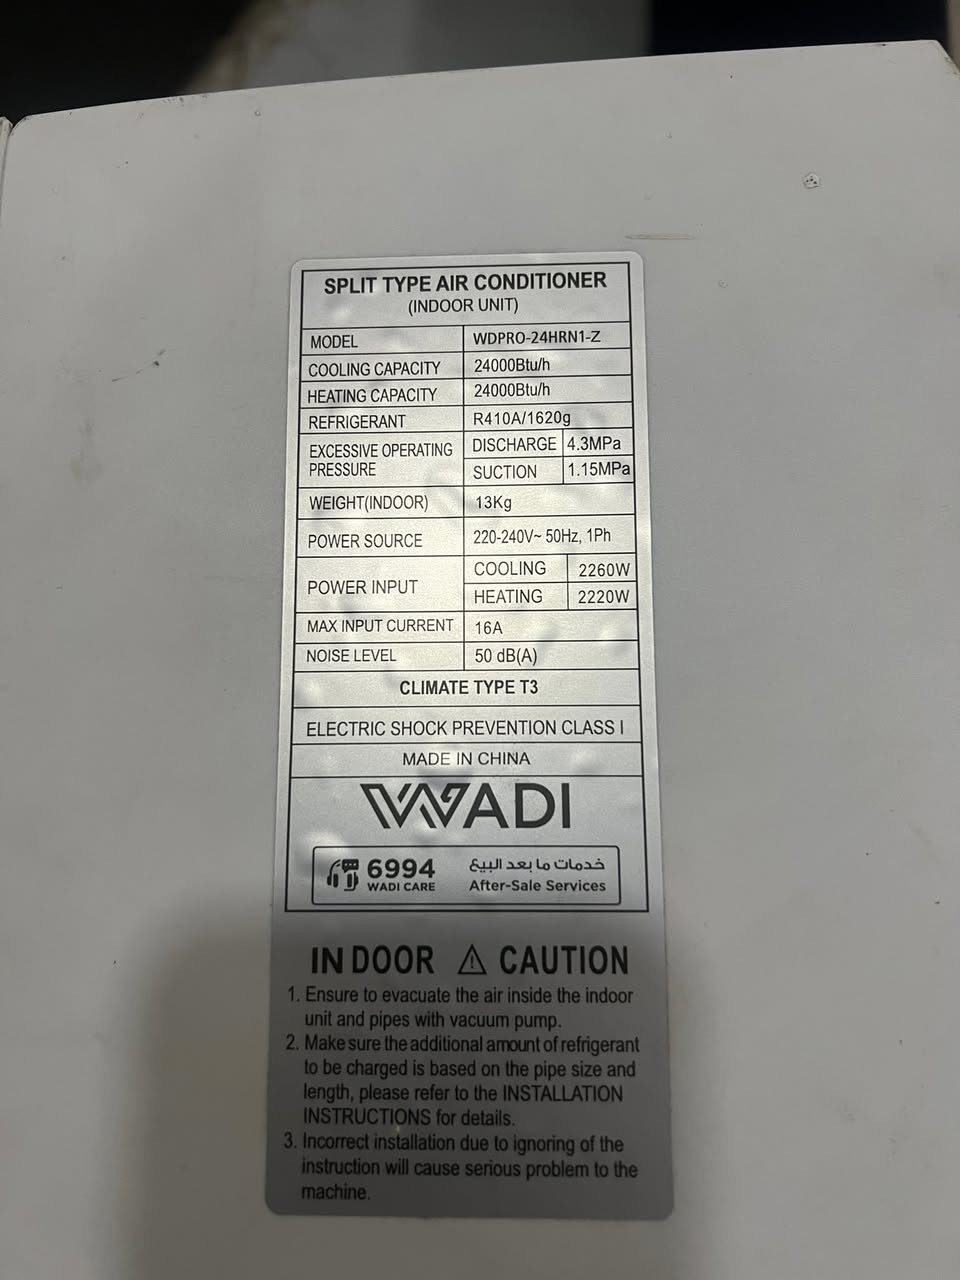 SPLIT TYPE AIR CONDITIONER
(INDOOR UNIT)
MODEL WDPRO-24HRN1-Z
COOLING CAPACITY 24000Btu/h
HEATING CAPACITY 24000Btu/h
REFRIGERANT R410A/1620g
EXCESSIVE OPERATING PRESSURE DISCHARGE 4.3MPa
SUCTION 1.15MPa
WEIGHT(INDOOR) 13Kg
POWER SOURCE 220-240V~ 50Hz, 1Ph
POWER INPUT COOLING 2260W
HEATING 2220W
MAX INPUT CURRENT 16A
NOISE LEVEL 50 dB(A)
CLIMATE TYPE T3
ELECTRIC SHOCK PREVENTION CLASS I
MADE IN CHINA
WADI
6994 خدمات ما بعد البيع
WADI CARE After-Sale Services
INDOOR ⚠ CAUTION
1. Ensure to evacuate the air inside the indoor
unit and pipes with vacuum pump.
2. Make sure the additional amount of refrigerant
to be charged is based on the pipe size and
length, please refer to the INSTALLATION
INSTRUCTIONS for details.
3. Incorrect installation due to ignoring of the
instruction will cause serious problem to the
machine.